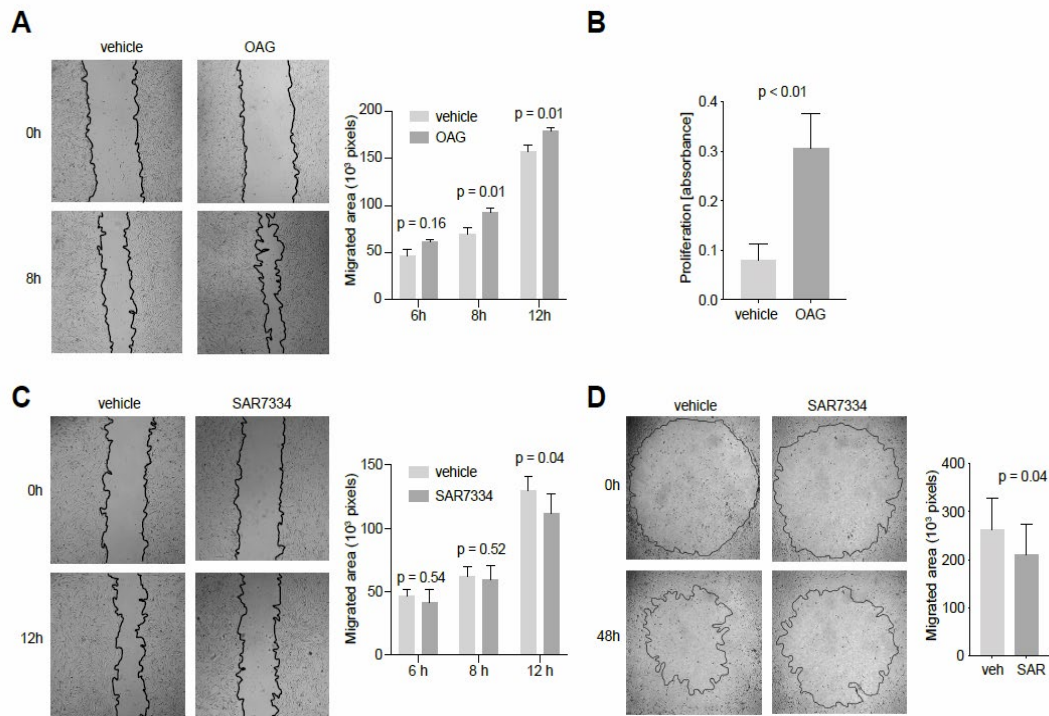 A
vehicle
OAG
0h
8h
Migrated area (10³ pixels)
200
150
100
50
0
vehicle
OAG
p = 0.16
p = 0.01
p = 0.01
6h
8h
12h
B
p < 0.01
Proliferation [absorbance]
0.4
0.3
0.2
0.1
0.0
vehicle
OAG
C
vehicle
SAR7334
0h
12h
Migrated area (10³ pixels)
150
100
50
0
vehicle
SAR7334
p = 0.54
p = 0.52
p = 0.04
6 h
8 h
12 h
D
vehicle
SAR7334
0h
48h
Migrated area (10³ pixels)
400
300
200
100
0
p = 0.04
veh
SAR